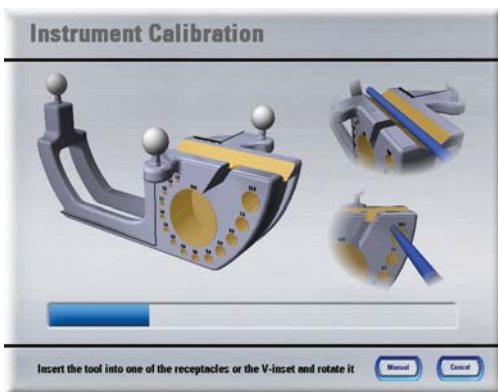 Instrument Calibration
Insert the tool into one of the receptacles or the V-inset and rotate it
Manual
Cancel